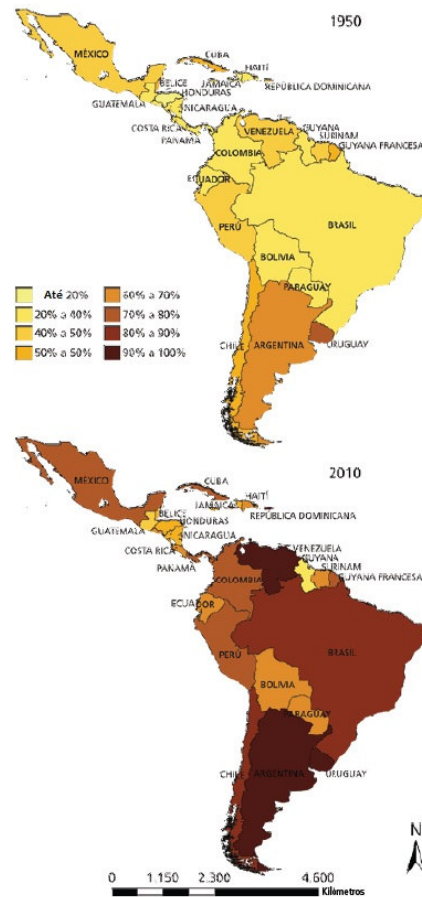 1950
MÉXICO
CUBA
HAITÍ
BELICE
JAMAICA
REPÚBLICA DOMINICANA
HONDURAS
GUATEMALA
NICARAGUA
COSTA RICA
PANAMA
VENEZUELA
GUYANA
SURINAM
GUYANA FRANCESA
COLOMBIA
ECUADOR
PERÚ
BRASIL
BOLIVIA
PARAGUAY
CHILE
ARGENTINA
URUGUAY
Até 20%
60% a 70%
20% a 40%
70% a 80%
40% a 50%
80% a 90%
50% a 50%
90% a 100%
2010
MÉXICO
CUBA
HAITÍ
BELICE
JAMAICA
REPÚBLICA DOMINICANA
HONDURAS
GUATEMALA
NICARAGUA
COSTA RICA
PANAMA
VENEZUELA
GUYANA
SURINAM
GUYANA FRANCESA
COLOMBIA
ECUADOR
PERÚ
BRASIL
BOLIVIA
PARAGUAY
CHILE
ARGENTINA
URUGUAY
N
0 1.150 2.300 4.600
Kilómetros